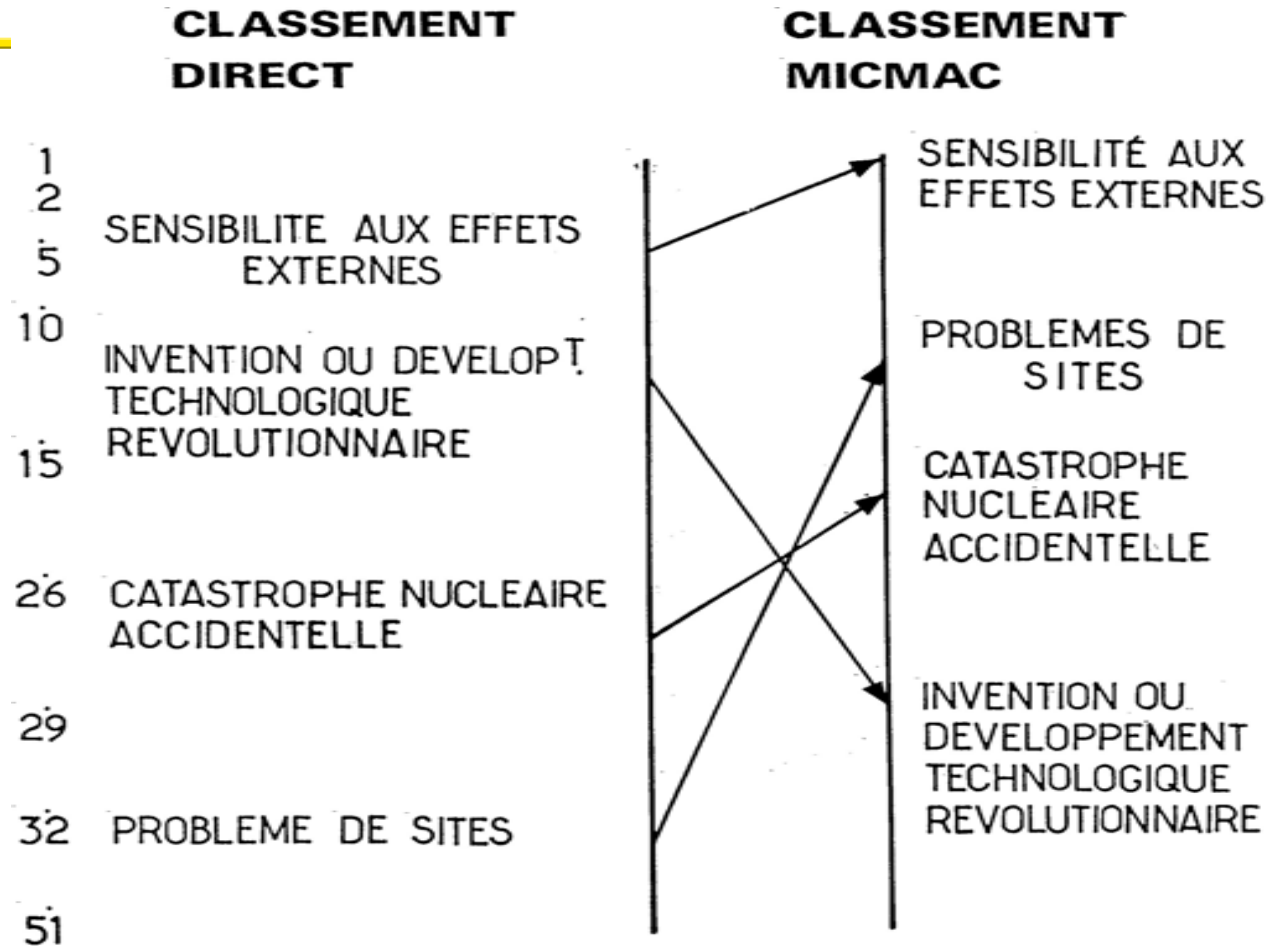 CLASSEMENT
DIRECT
CLASSEMENT
MICMAC
1
2
5
10
15
26
29
32
51
SENSIBILITE AUX EFFETS
EXTERNES
INVENTION OU DEVELOPT.
TECHNOLOGIQUE
REVOLUTIONNAIRE
CATASTROPHE NUCLEAIRE
ACCIDENTELLE
PROBLEME DE SITES
SENSIBILITÉ AUX
EFFETS EXTERNES
PROBLEMES DE
SITES
CATASTROPHE
NUCLEAIRE
ACCIDENTELLE
INVENTION OU
DEVELOPPEMENT
TECHNOLOGIQUE
REVOLUTIONNAIRE